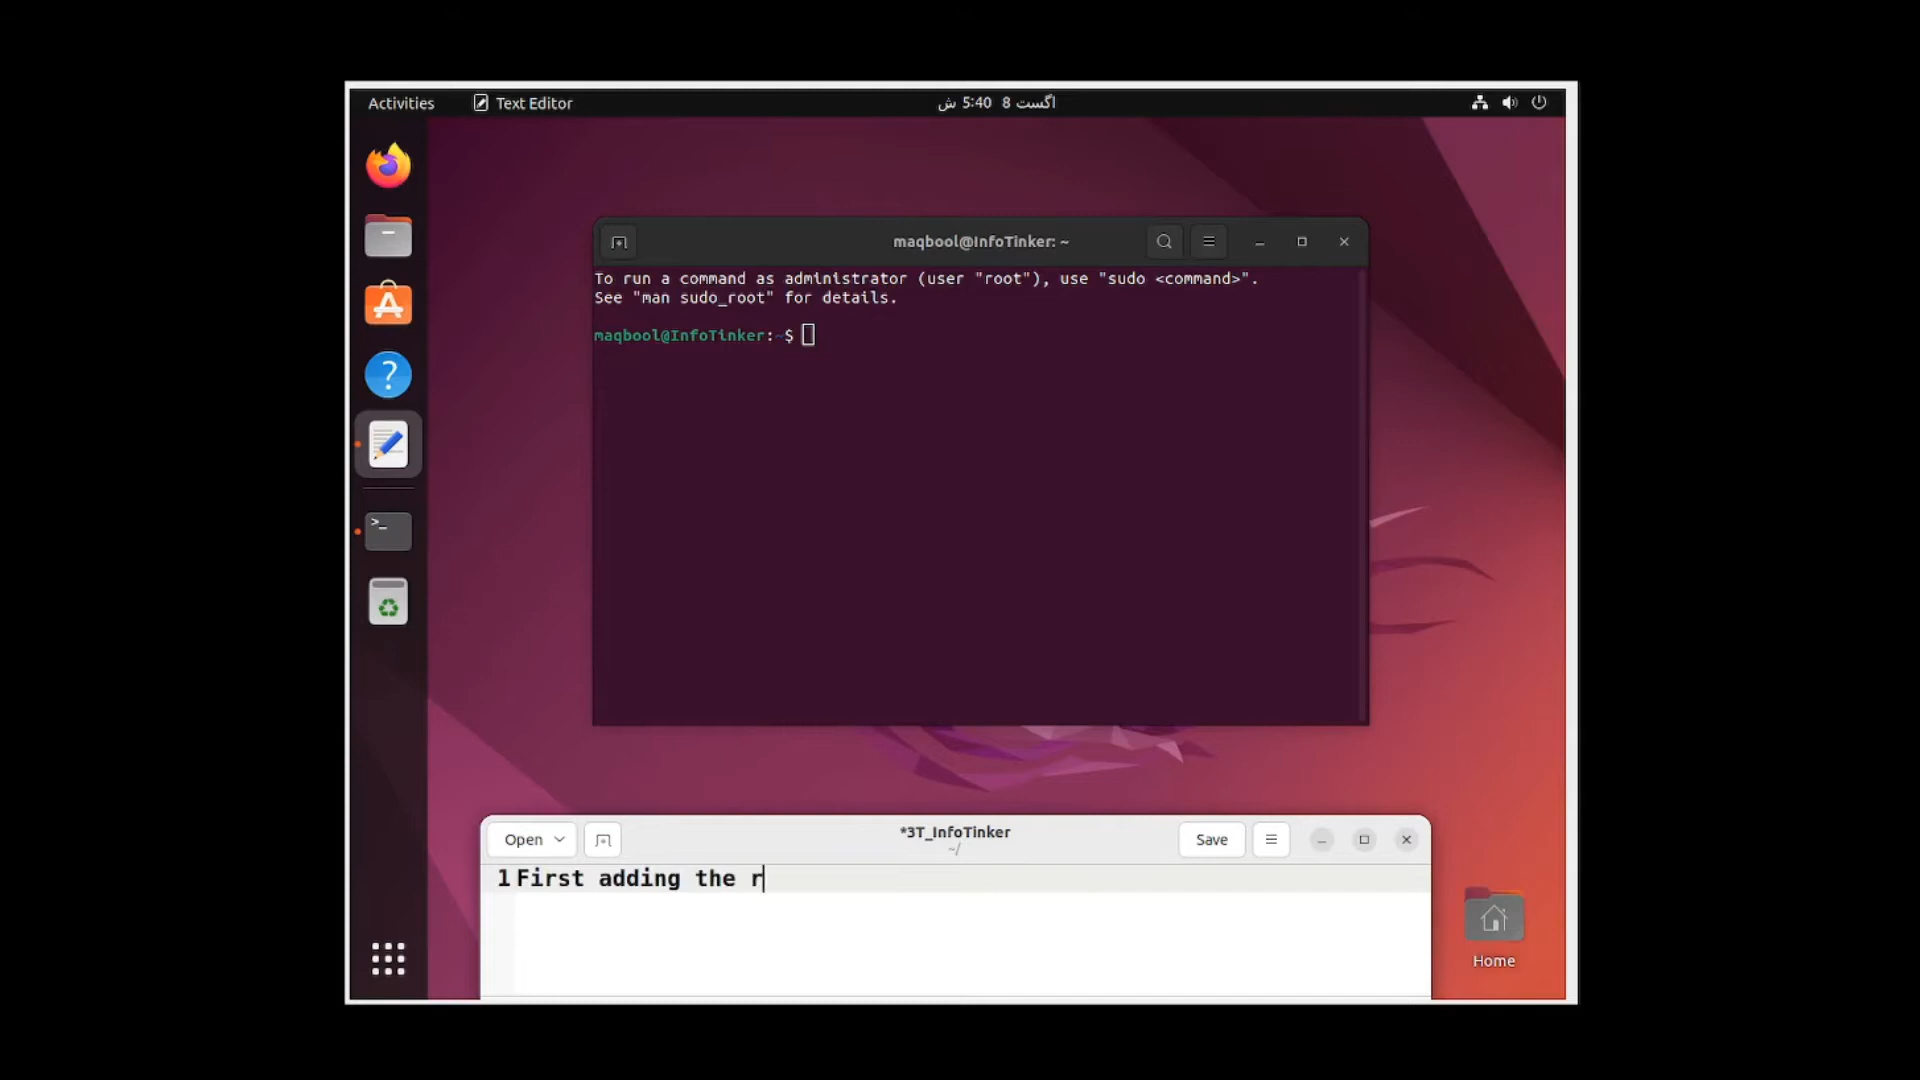 Activities Text Editor اگست 8 5:40 ش
maqbool@InfoTinker: ~
To run a command as administrator (user "root"), use "sudo <command>".
See "man sudo_root" for details.
maqbool@InfoTinker:~$
Open *3T_InfoTinker Save
~/
1 First adding the r
Home